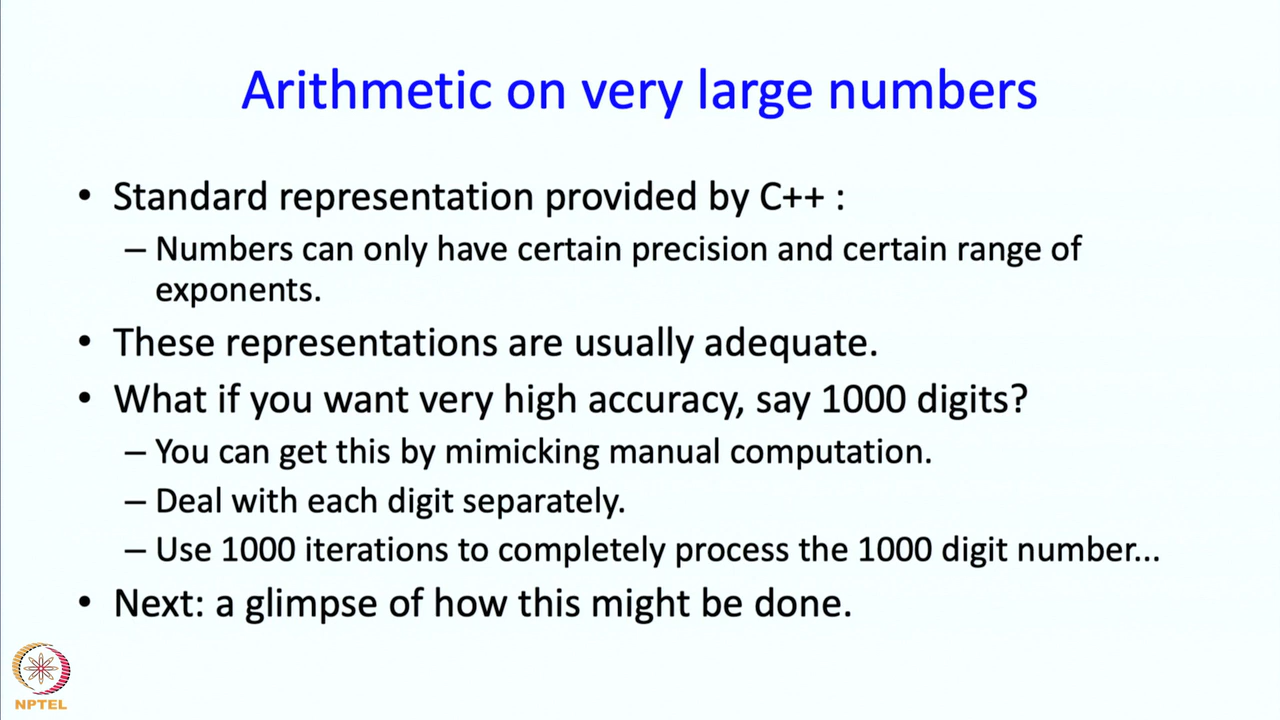 Arithmetic on very large numbers
• Standard representation provided by C++ :
– Numbers can only have certain precision and certain range of
exponents.
• These representations are usually adequate.
• What if you want very high accuracy, say 1000 digits?
– You can get this by mimicking manual computation.
– Deal with each digit separately.
– Use 1000 iterations to completely process the 1000 digit number...
• Next: a glimpse of how this might be done.
NPTEL